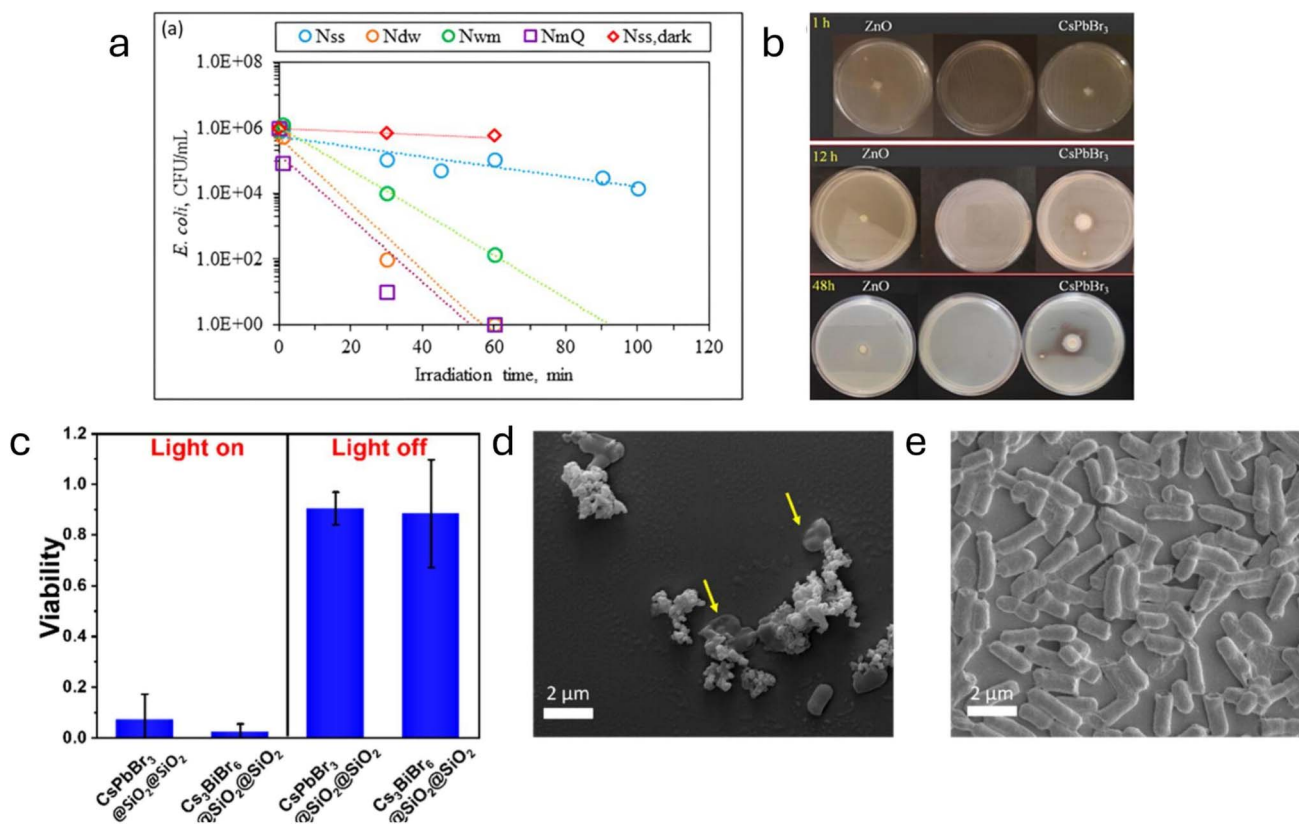 a
(a)
Nss Ndw Nwm NmQ Nss,dark
1.0E+08
1.0E+06
1.0E+04
1.0E+02
1.0E+00
E. coli, CFU/mL
0 20 40 60 80 100 120
Irradiation time, min
b
1 h
ZnO CsPbBr₃
12 h
ZnO CsPbBr₃
48h
ZnO CsPbBr₃
c
Light on Light off
1.2
1.0
0.8
0.6
0.4
0.2
0.0
Viability
CsPbBr₃
@SiO₂@SiO₂
Cs₃BiBr₆
@SiO₂@SiO₂
CsPbBr₃
@SiO₂@SiO₂
Cs₃BiBr₆
@SiO₂@SiO₂
d
2 μm
e
2 μm